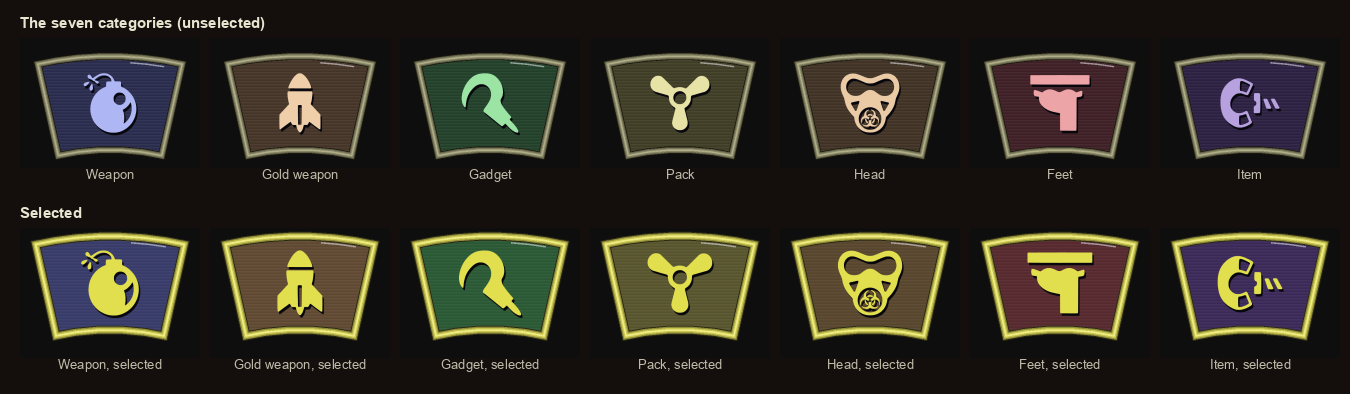 The seven categories (unselected)
Weapon
Gold weapon
Gadget
Pack
Head
Feet
Item
Selected
Weapon, selected
Gold weapon, selected
Gadget, selected
Pack, selected
Head, selected
Feet, selected
Item, selected